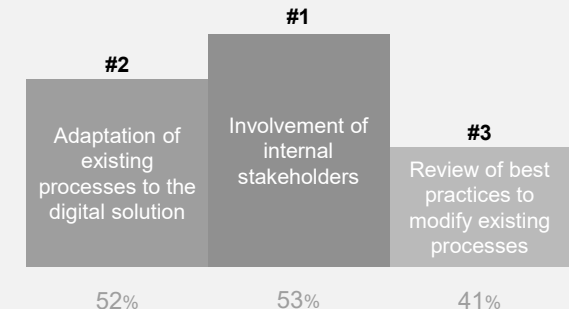 #1
#2
#3
Adaptation of
existing
processes to the
digital solution
Involvement of
internal
stakeholders
Review of best
practices to
modify existing
processes
52%
53%
41%